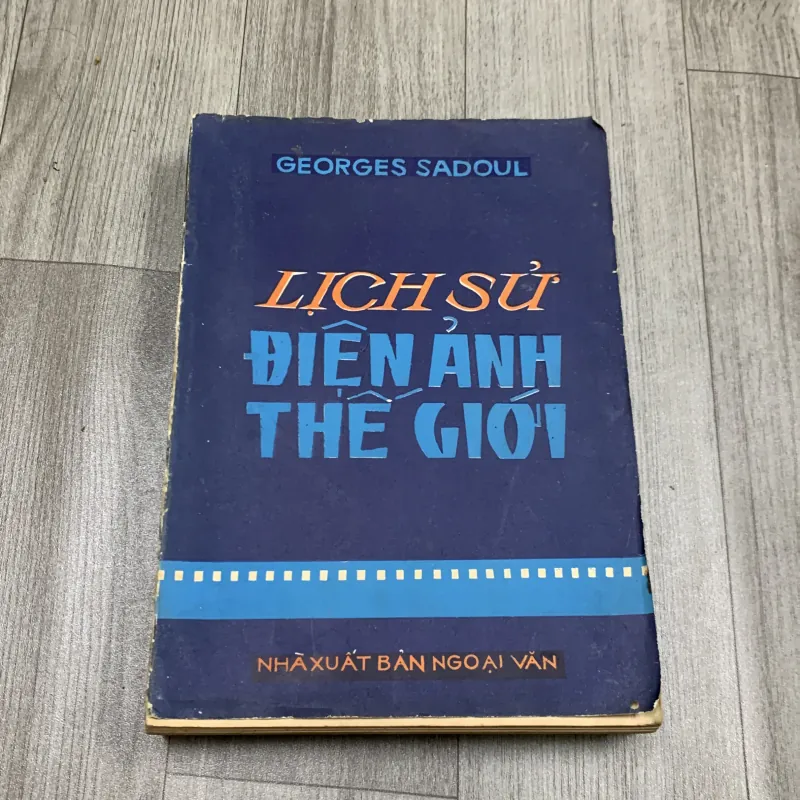 GEORGES SADOUL
LỊCH SỬ
ĐIỆN ẢNH
THẾ GIỚI
NHÀ XUẤT BẢN NGOẠI VĂN